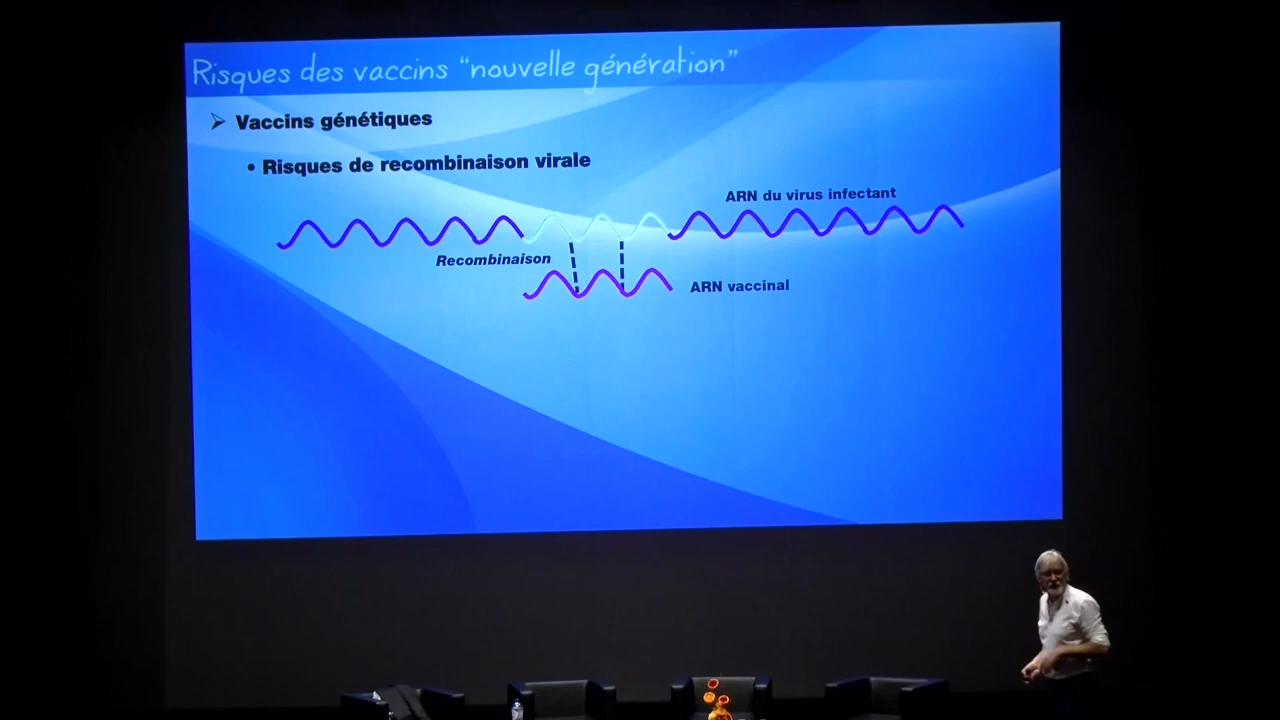 Risques des vaccins "nouvelle génération"
➢ Vaccins génétiques
• Risques de recombinaison virale
ARN du virus infectant
Recombinaison
ARN vaccinal